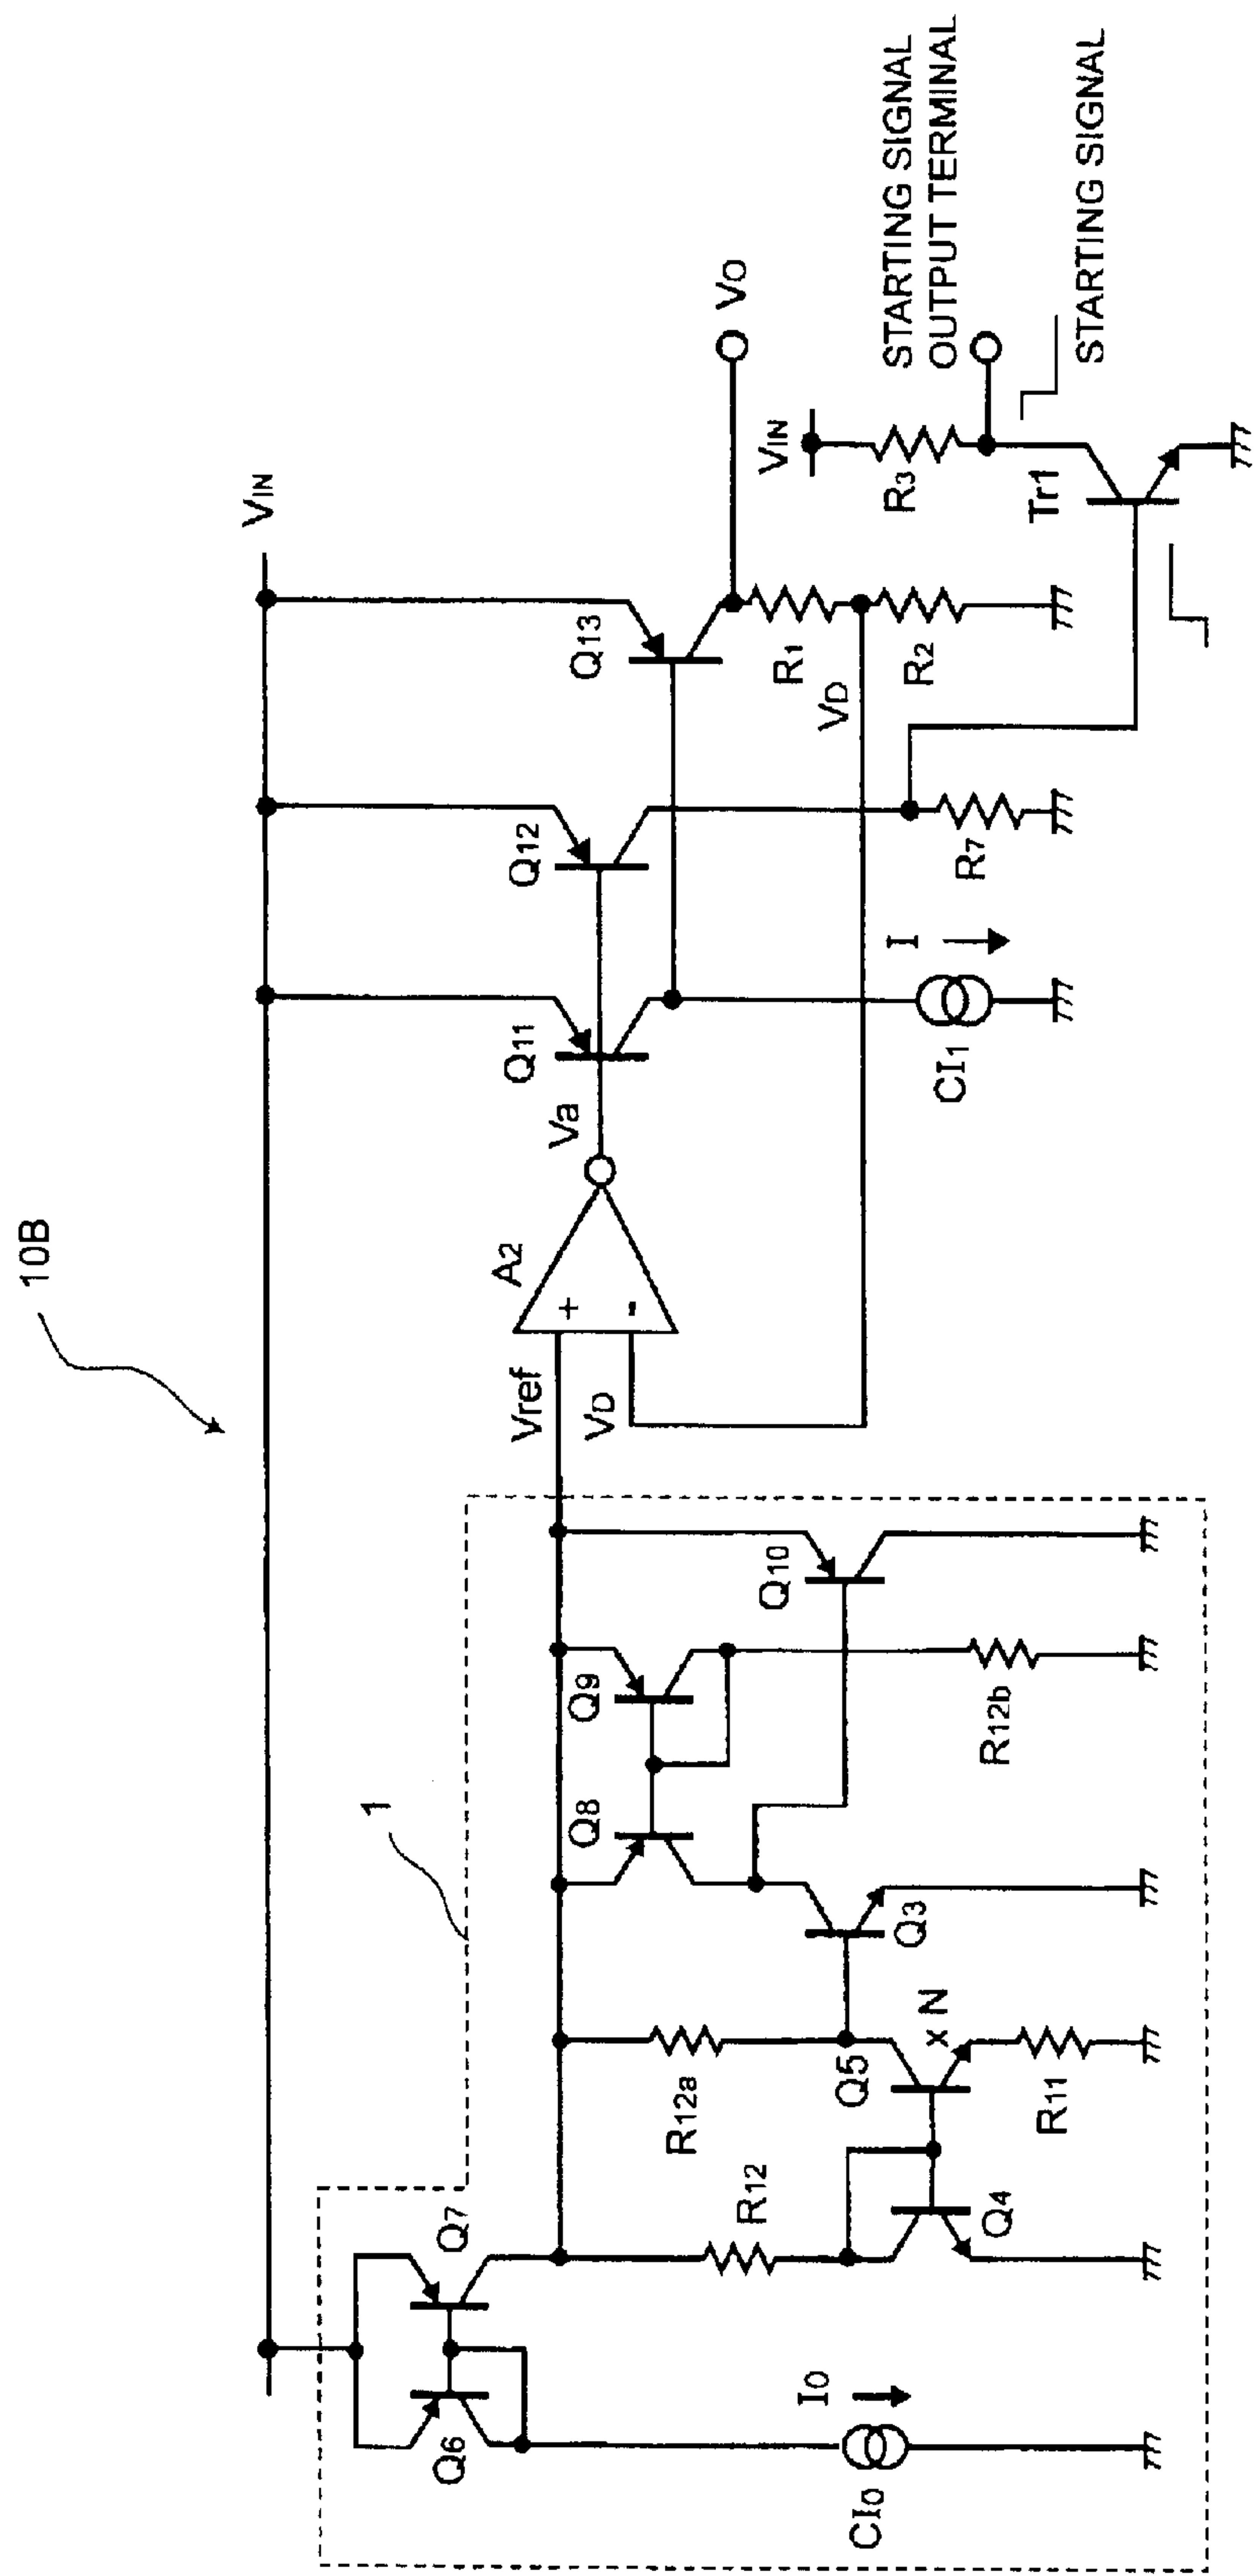 10B
VIN
1
Q6
Q7
CI0
I0
R12
Q4
R12a
Q5
x N
R11
Q3
Q8
Q9
R12b
Q10
Vref
VD
A2
+
-
Va
Q11
CI1
I
Q12
R7
Q13
VO
R1
VD
R2
VIN
R3
Tr1
STARTING SIGNAL
OUTPUT TERMINAL
STARTING SIGNAL